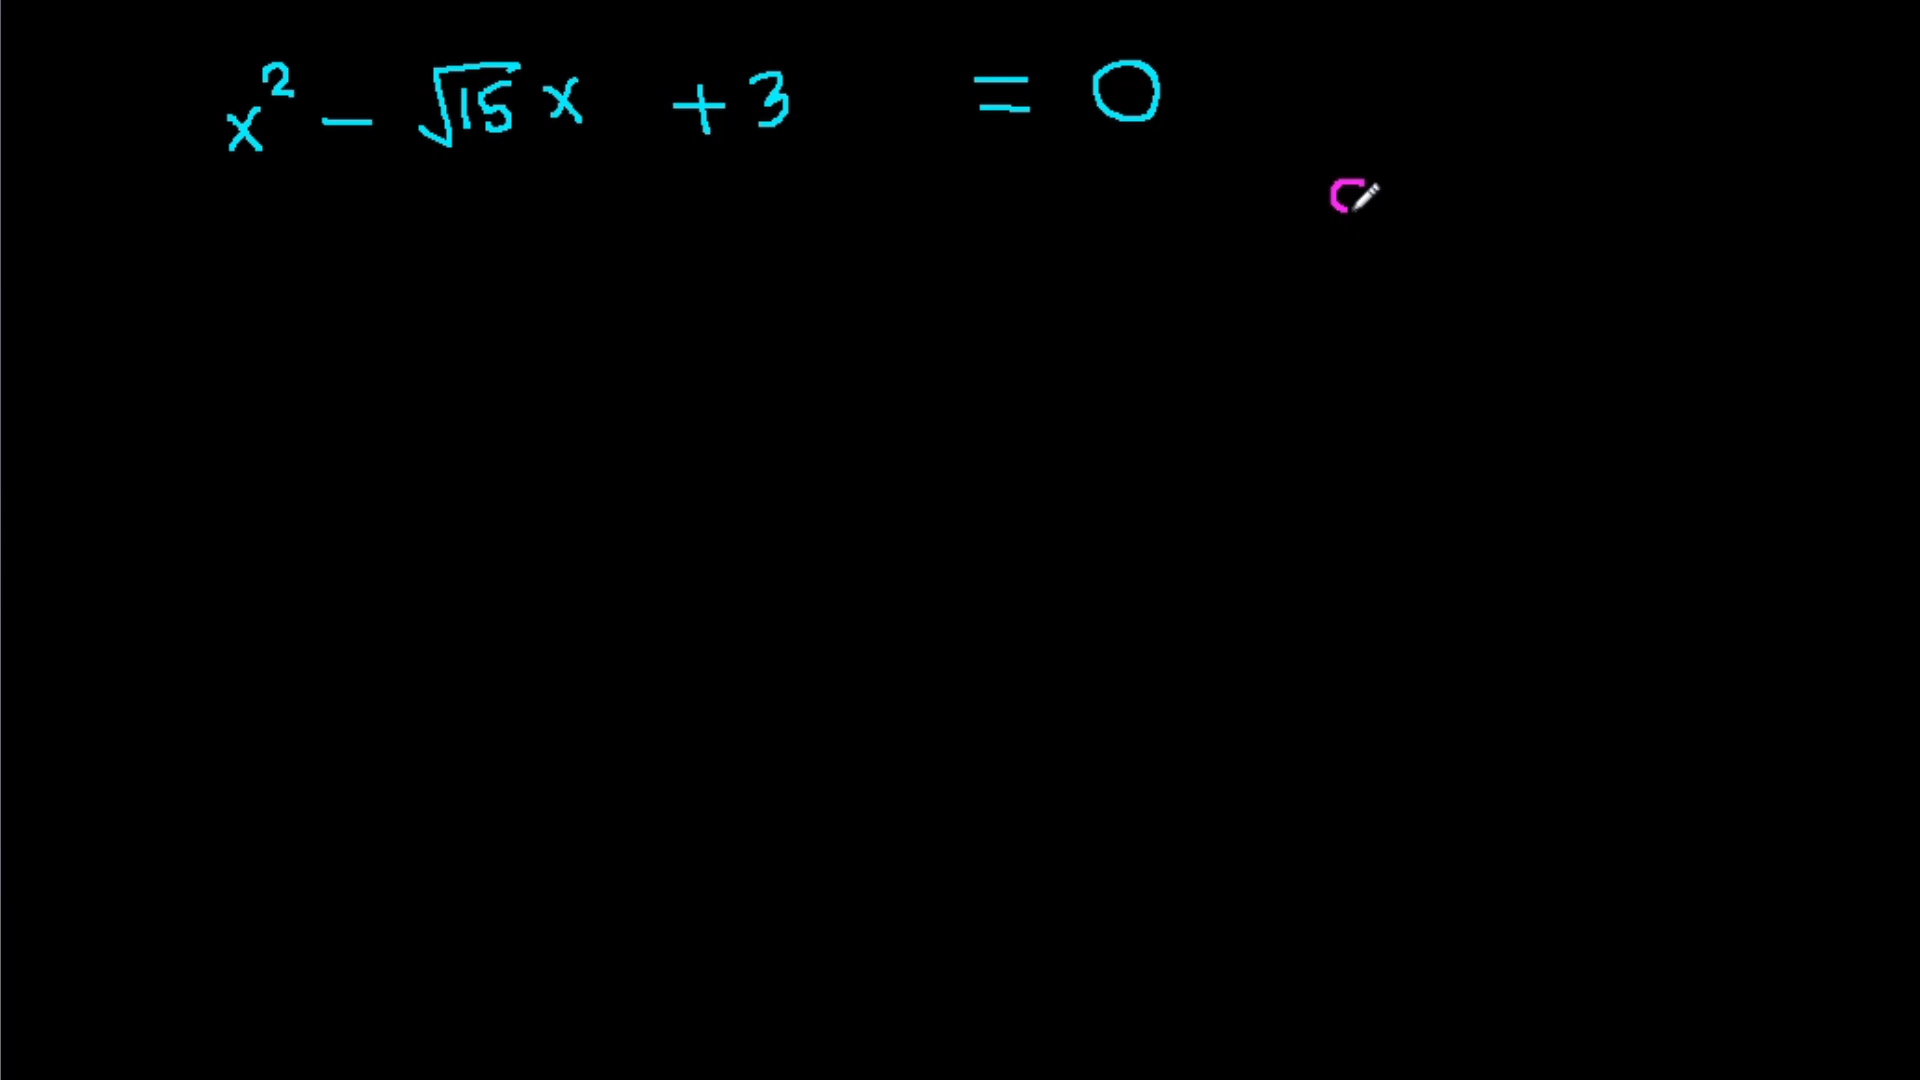 x² - √15 x + 3 = 0